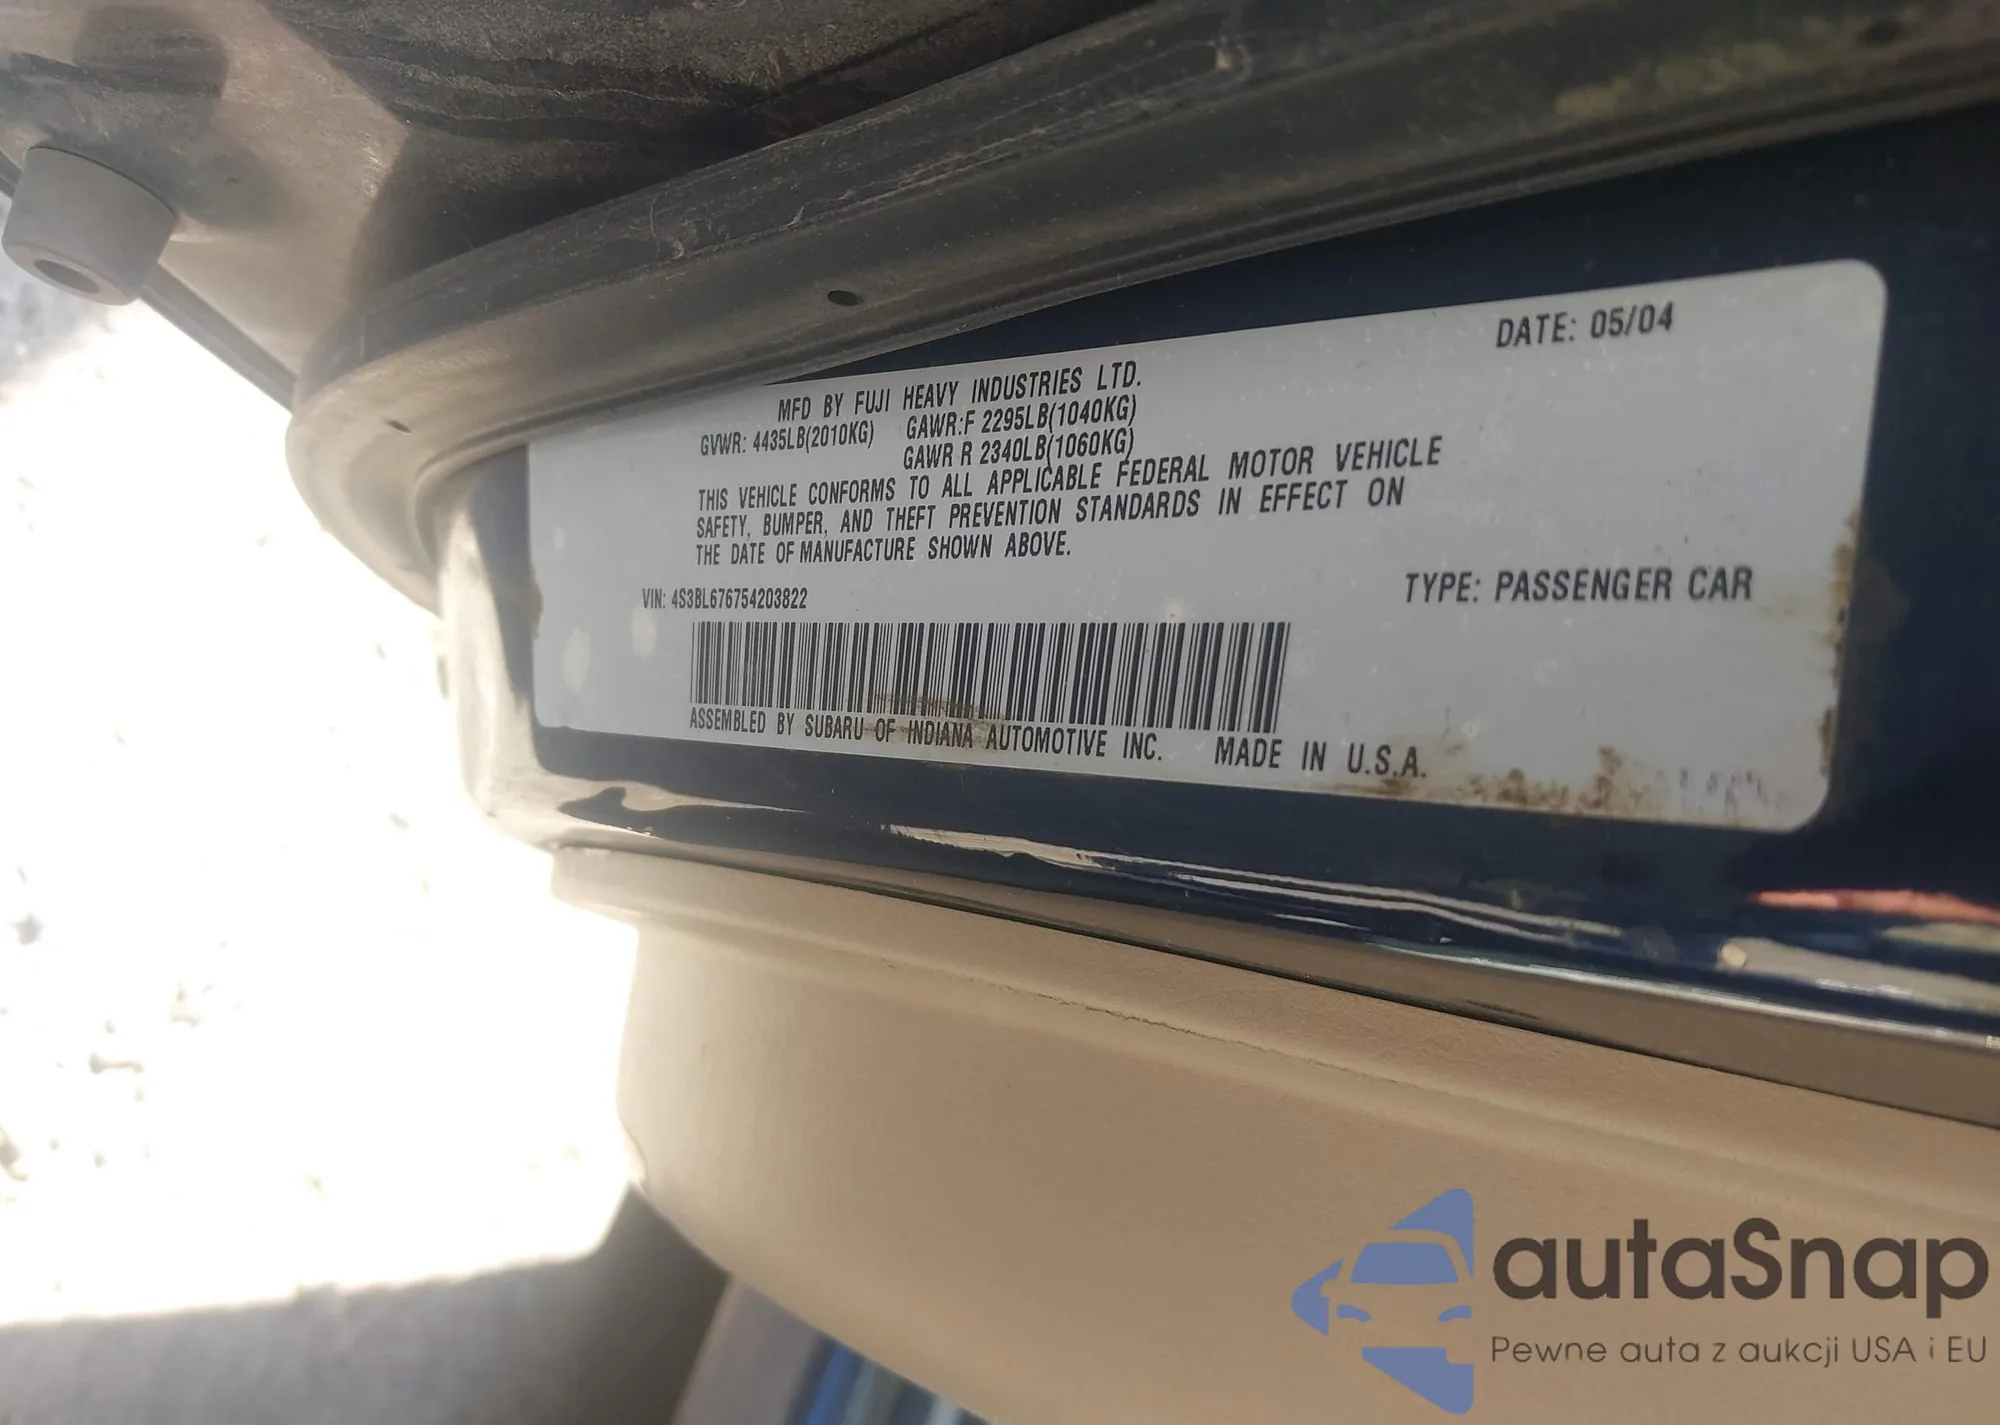 DATE: 05/04
MFD BY FUJI HEAVY INDUSTRIES LTD.
GVWR: 4435LB(2010KG) GAWR:F 2295LB(1040KG)
GAWR R 2340LB(1060KG)
THIS VEHICLE CONFORMS TO ALL APPLICABLE FEDERAL MOTOR VEHICLE
SAFETY, BUMPER, AND THEFT PREVENTION STANDARDS IN EFFECT ON
THE DATE OF MANUFACTURE SHOWN ABOVE.
VIN: 4S3BL676754203822
TYPE: PASSENGER CAR
ASSEMBLED BY SUBARU OF INDIANA AUTOMOTIVE INC. MADE IN U.S.A.
autaSnap
Pewne auta z aukcji USA i EU